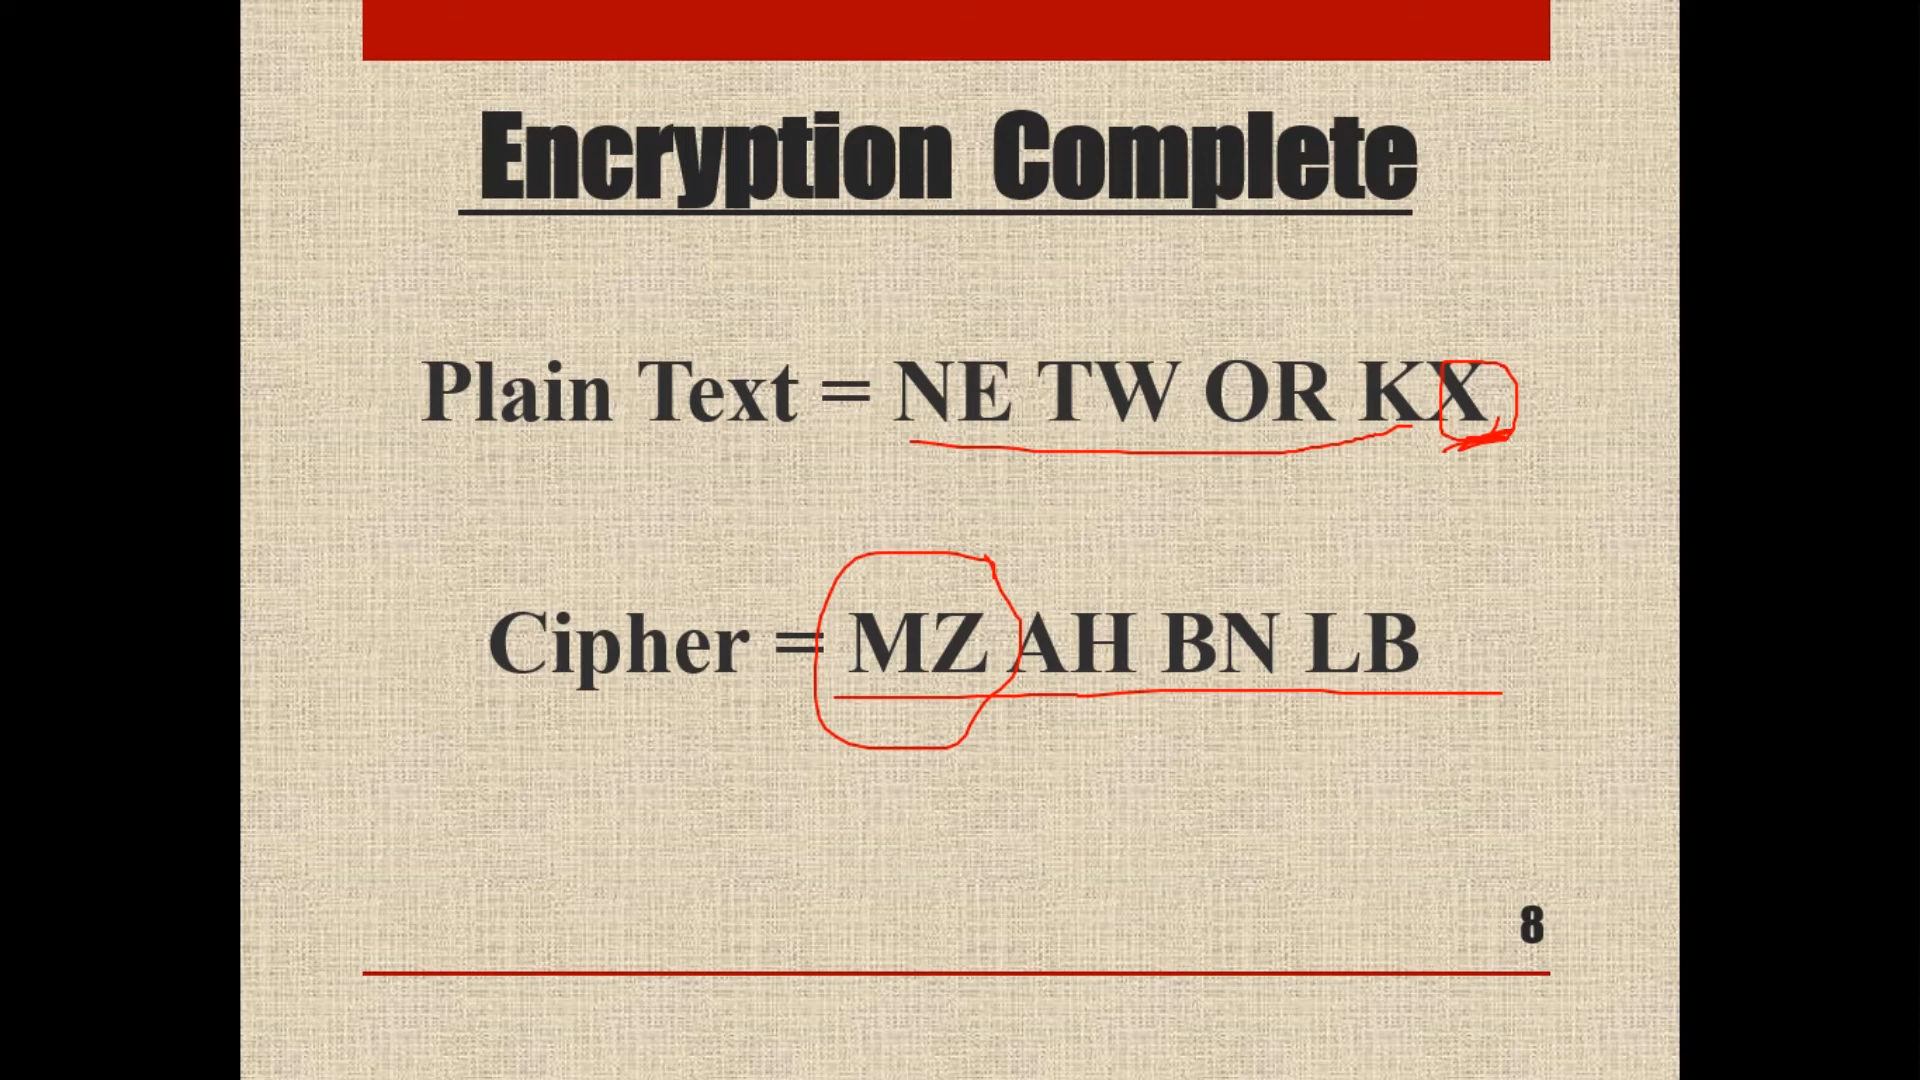 Encryption Complete
Plain Text = NE TW OR KX
Cipher = MZ AH BN LB
8